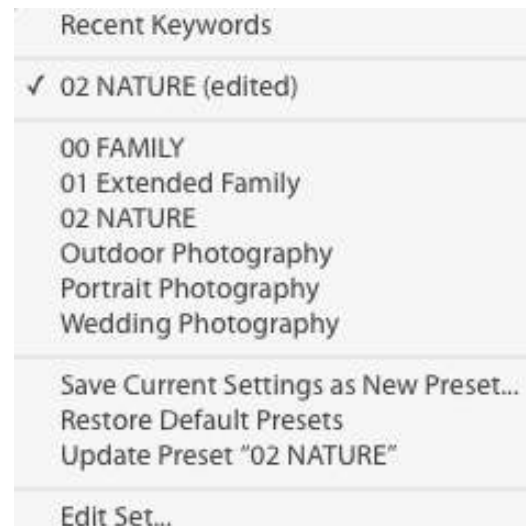 Recent Keywords
✓ 02 NATURE (edited)
00 FAMILY
01 Extended Family
02 NATURE
Outdoor Photography
Portrait Photography
Wedding Photography
Save Current Settings as New Preset...
Restore Default Presets
Update Preset “02 NATURE”
Edit Set...